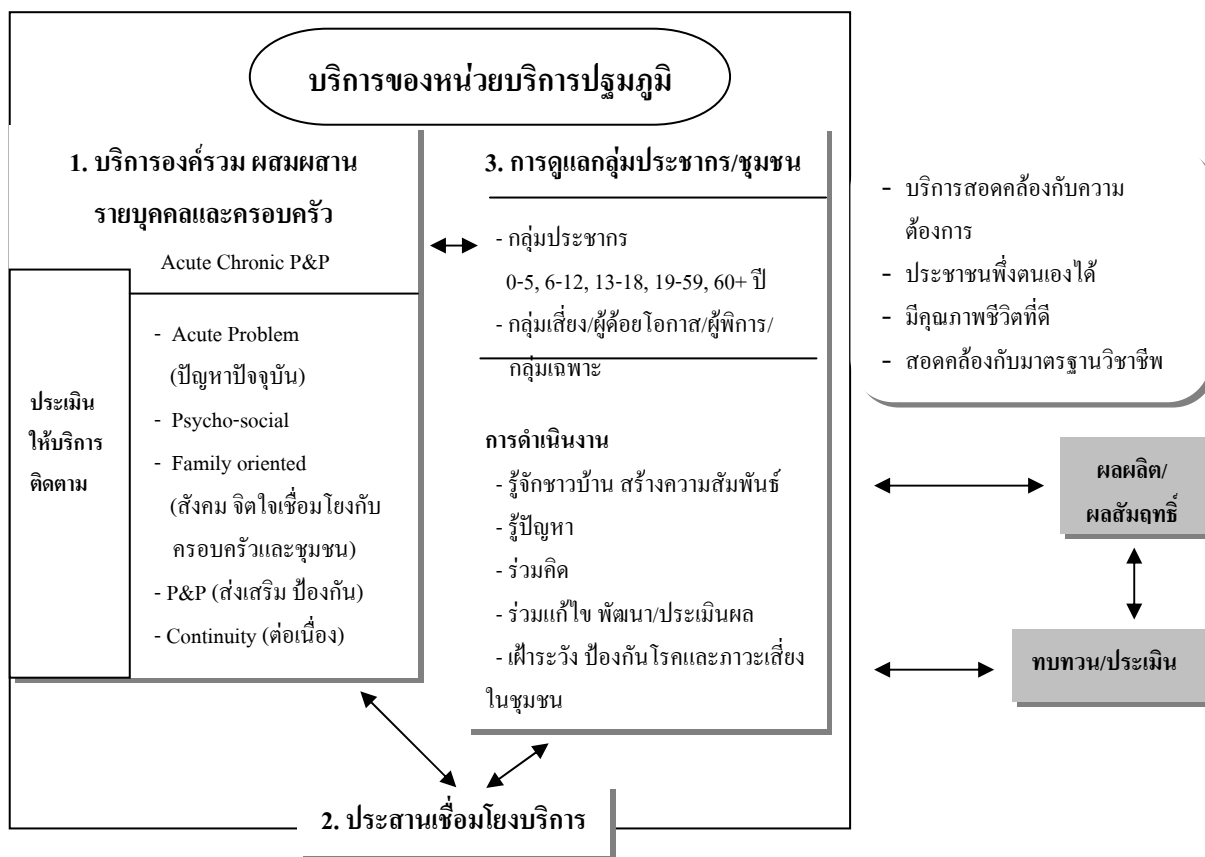 บริการของหน่วยบริการปฐมภูมิ
1. บริการองค์รวม ผสมผสาน
รายบุคคลและครอบครัว
Acute Chronic P&P
ประเมิน
ให้บริการ
ติดตาม
- Acute Problem
(ปัญหาปัจจุบัน)
- Psycho-social
- Family oriented
(สังคม จิตใจเชื่อมโยงกับ
ครอบครัวและชุมชน)
- P&P (ส่งเสริม ป้องกัน)
- Continuity (ต่อเนื่อง)
3. การดูแลกลุ่มประชากร/ชุมชน
- กลุ่มประชากร
0-5, 6-12, 13-18, 19-59, 60+ ปี
- กลุ่มเสี่ยง/ผู้ด้อยโอกาส/ผู้พิการ/
กลุ่มเฉพาะ
การดำเนินงาน
- รู้จักชาวบ้าน สร้างความสัมพันธ์
- รู้ปัญหา
- ร่วมคิด
- ร่วมแก้ไข พัฒนา/ประเมินผล
- เฝ้าระวัง ป้องกันโรคและภาวะเสี่ยง
ในชุมชน
2. ประสานเชื่อมโยงบริการ
- บริการสอดคล้องกับความ
ต้องการ
- ประชาชนพึ่งตนเองได้
- มีคุณภาพชีวิตที่ดี
- สอดคล้องกับมาตรฐานวิชาชีพ
ผลผลิต/
ผลสัมฤทธิ์
ทบทวน/ประเมิน